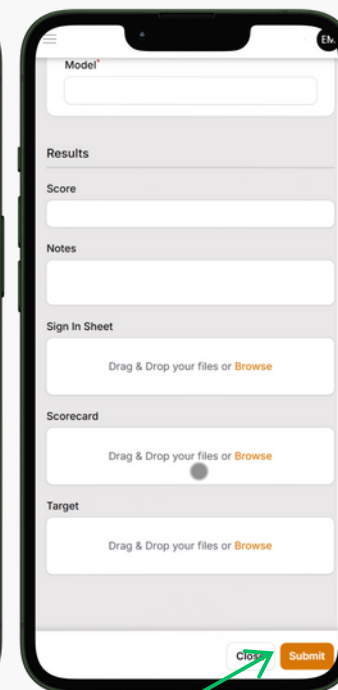 EM
Model*
Results
Score
Notes
Sign In Sheet
Drag & Drop your files or Browse
Scorecard
Drag & Drop your files or Browse
Target
Drag & Drop your files or Browse
Close Submit